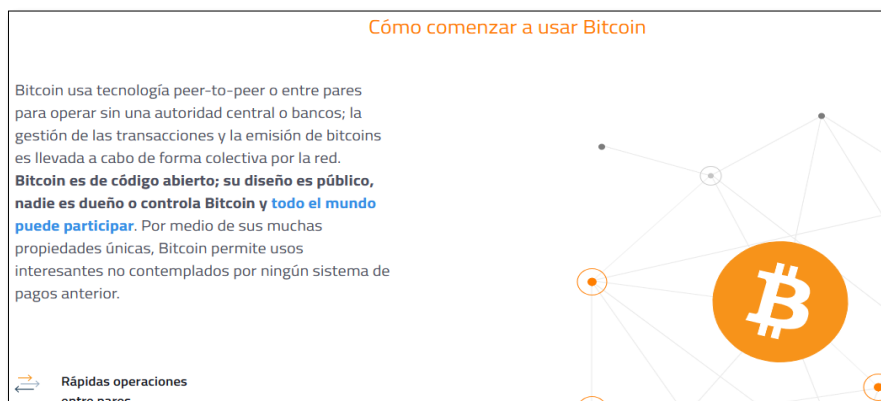 Cómo comenzar a usar Bitcoin
Bitcoin usa tecnología peer-to-peer o entre pares
para operar sin una autoridad central o bancos; la
gestión de las transacciones y la emisión de bitcoins
es llevada a cabo de forma colectiva por la red.
Bitcoin es de código abierto; su diseño es público,
nadie es dueño o controla Bitcoin y todo el mundo
puede participar. Por medio de sus muchas
propiedades únicas, Bitcoin permite usos
interesantes no contemplados por ningún sistema de
pagos anterior.
Rápidas operaciones
entre pares